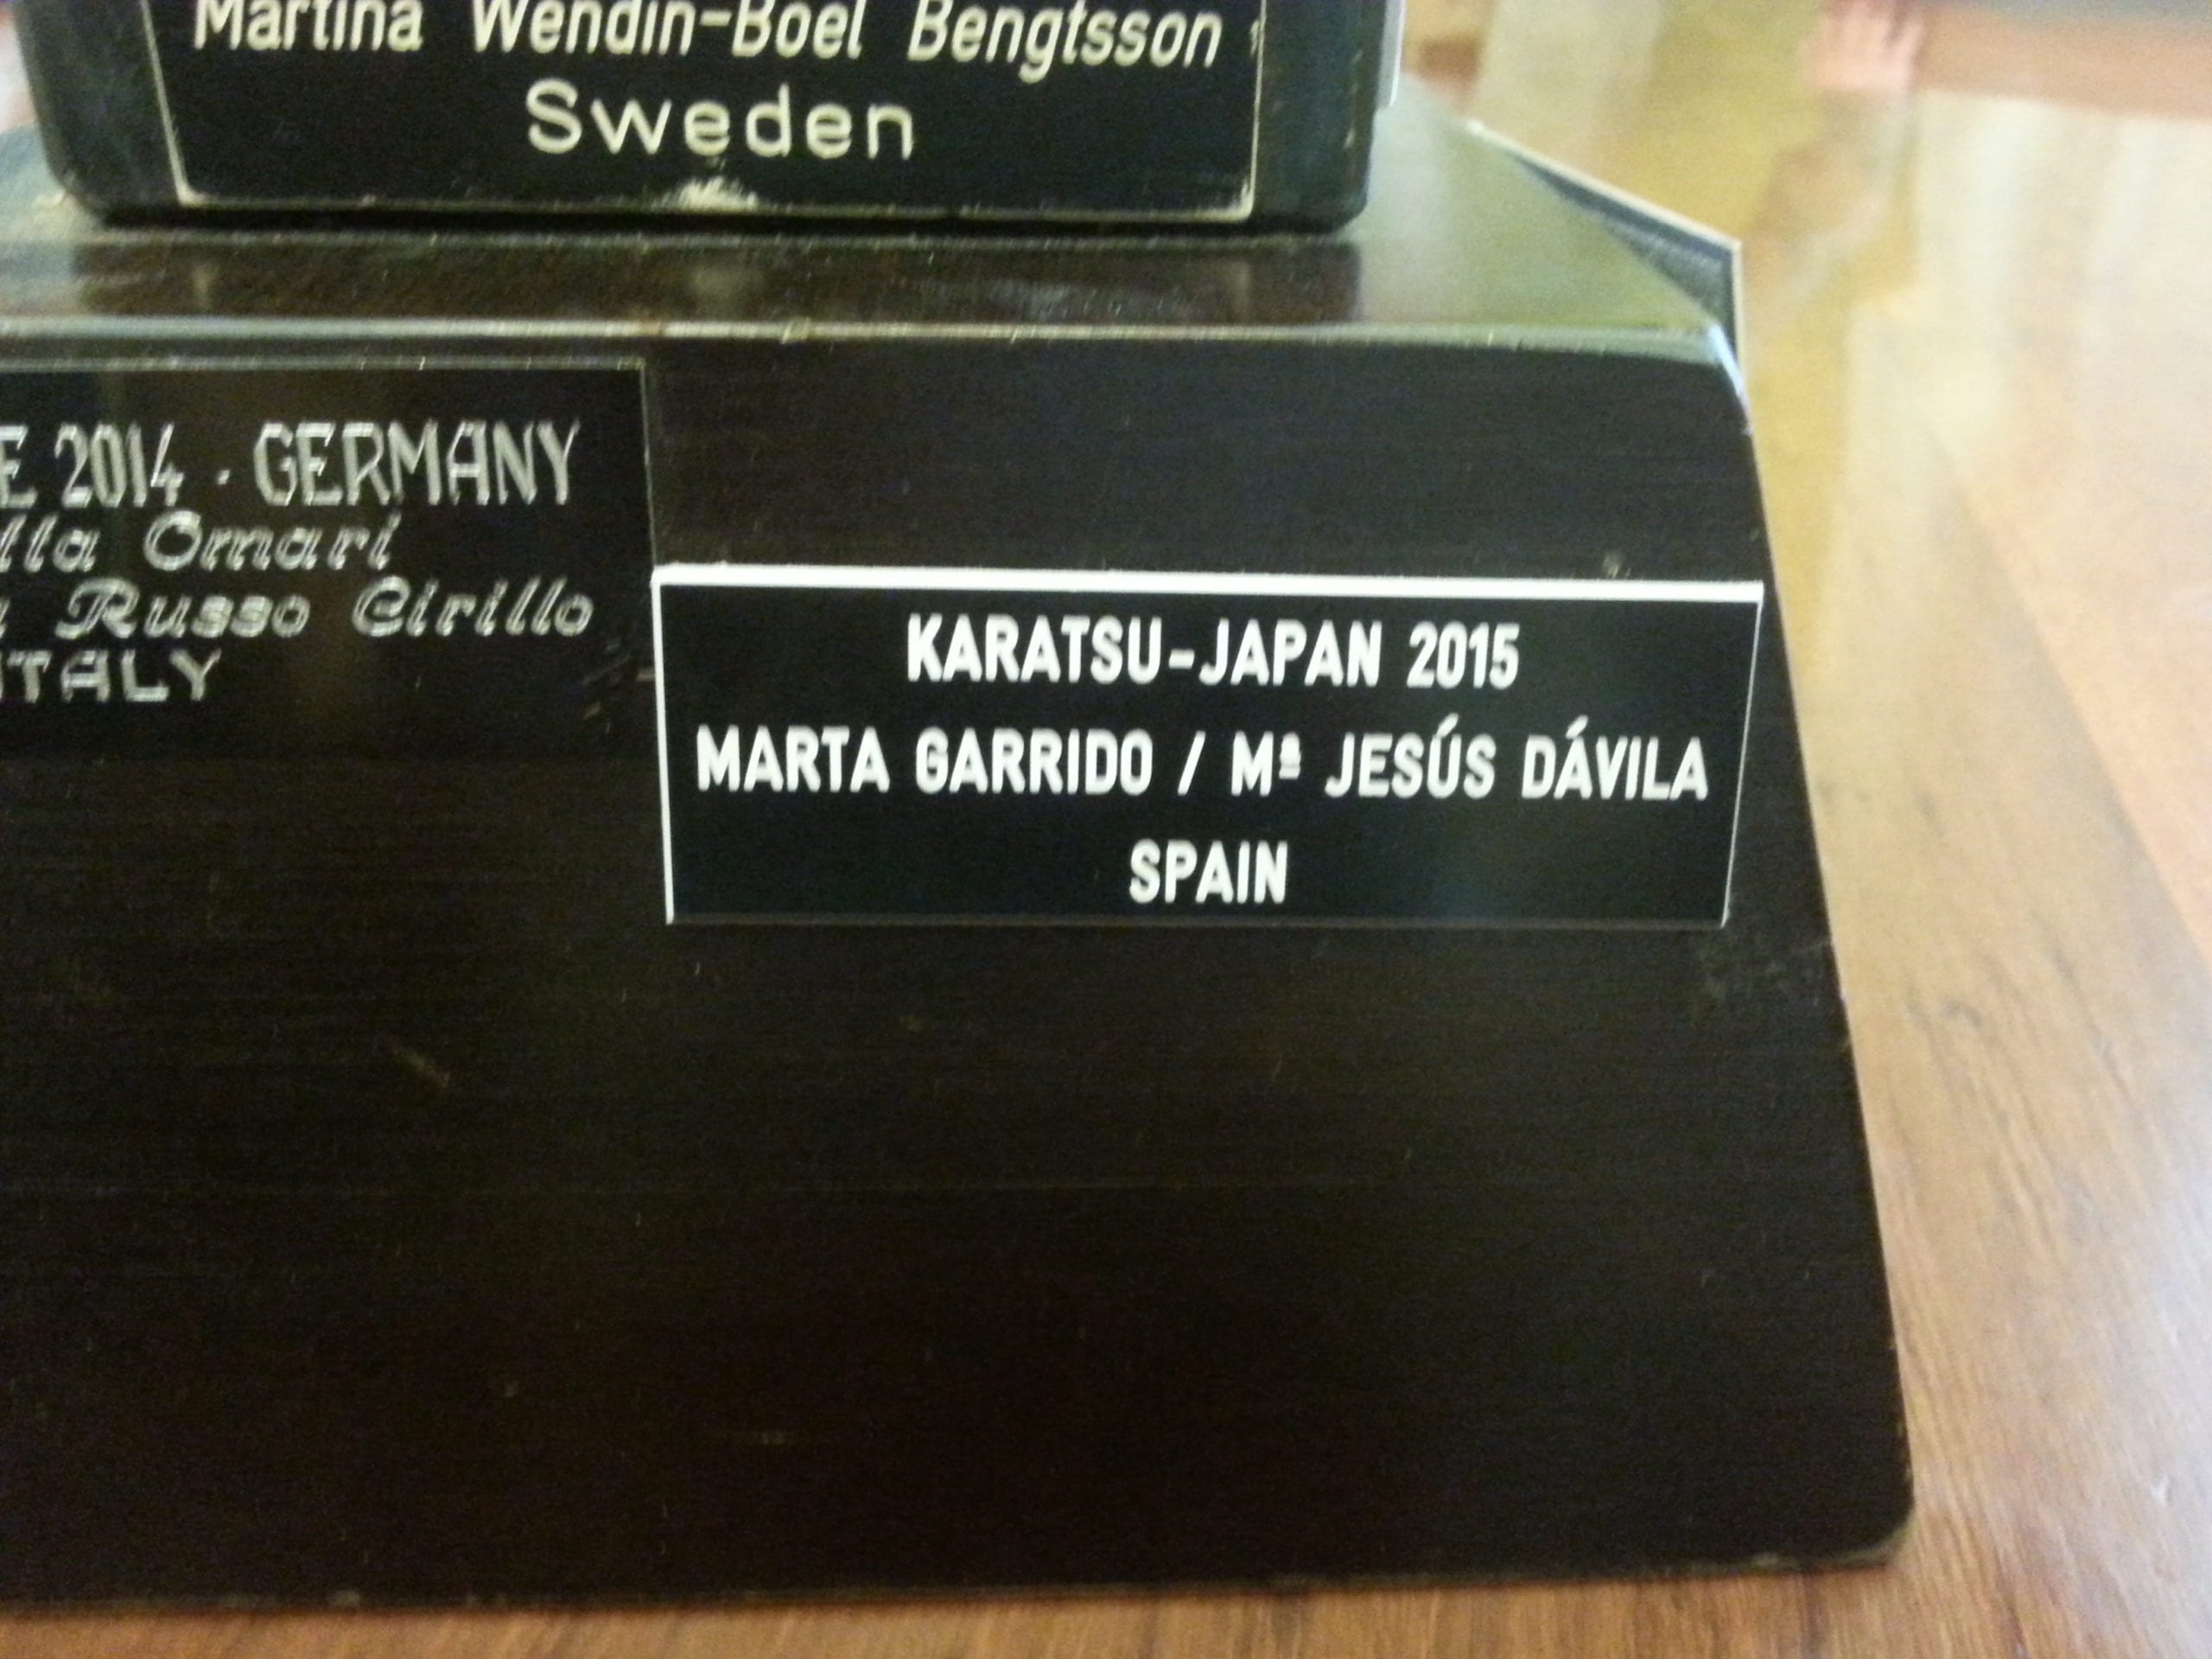 Martina Wendin-Boel Bengtsson
Sweden
2014 - GERMANY
Omari
Russo Cirillo
ITALY
KARATSU-JAPAN 2015
MARTA GARRIDO / Mª JESÚS DÁVILA
SPAIN